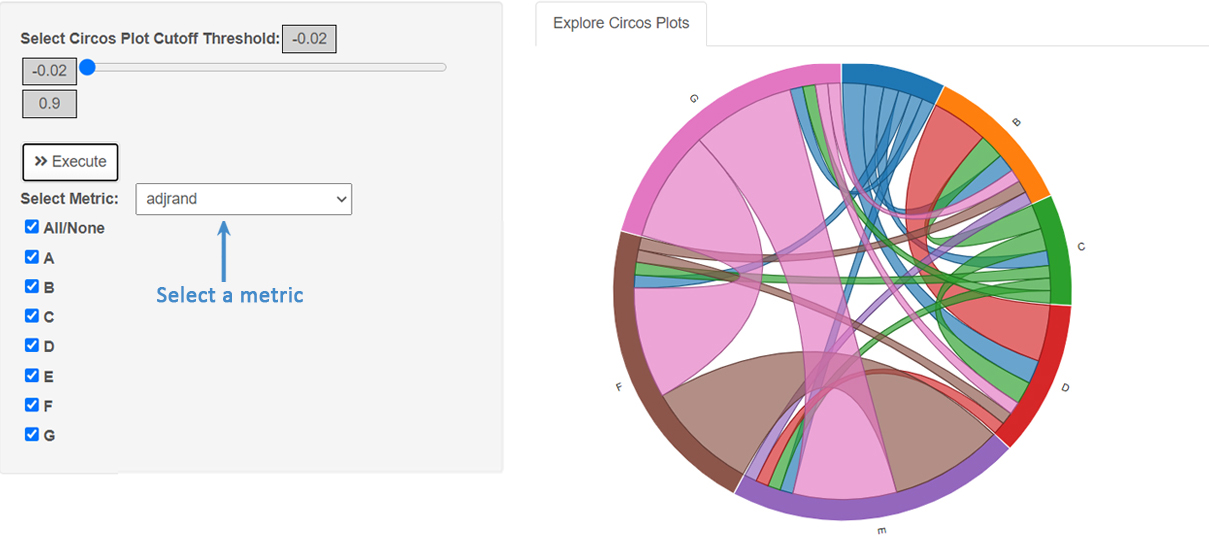 Select Circos Plot Cutoff Threshold: -0.02
-0.02
0.9
» Execute
Select Metric: adjrand
All/None
A
B
C
D
E
F
G
Select a metric
Explore Circos Plots
G
B
C
D
E
F